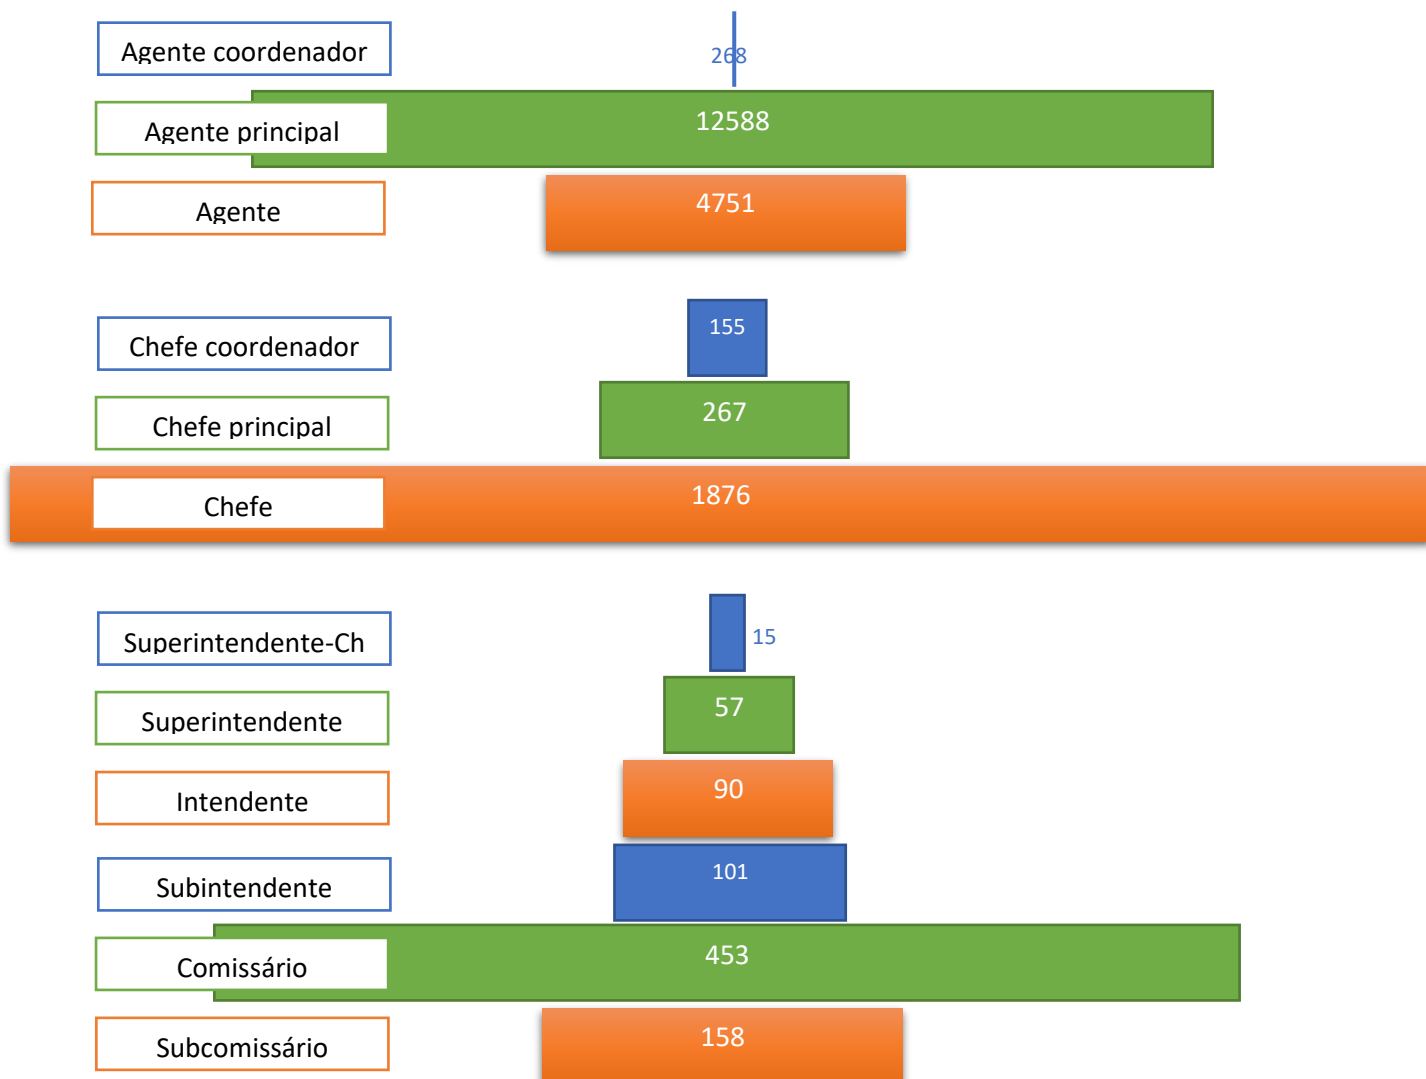 Agente coordenador 268
Agente principal 12588
Agente 4751
Chefe coordenador 155
Chefe principal 267
Chefe 1876
Superintendente-Ch 15
Superintendente 57
Intendente 90
Subintendente 101
Comissário 453
Subcomissário 158